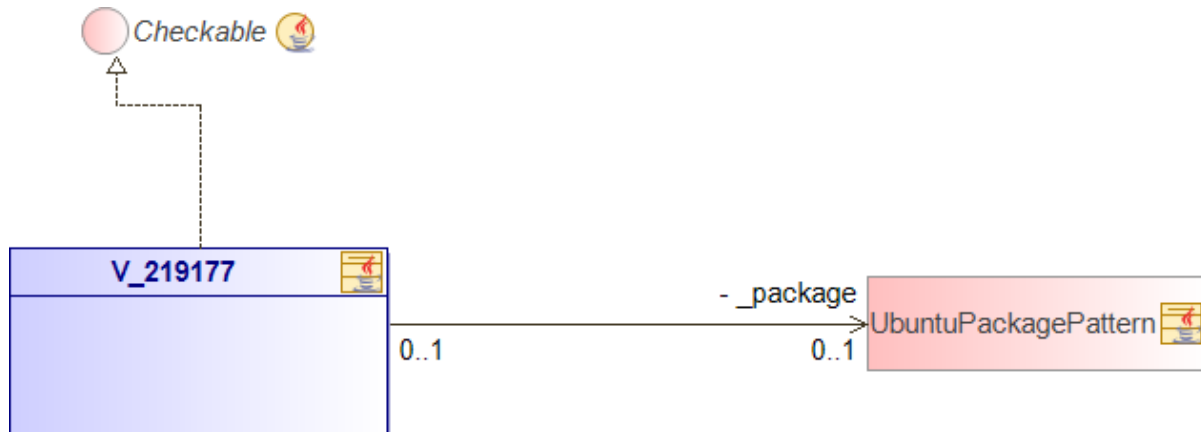 Checkable
V_219177
- _package
UbuntuPackagePattern
0..1
0..1